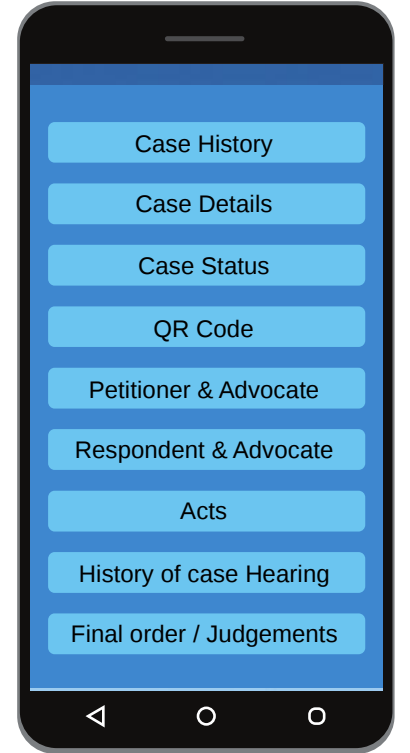 Case History
Case Details
Case Status
QR Code
Petitioner & Advocate
Respondent & Advocate
Acts
History of case Hearing
Final order / Judgements